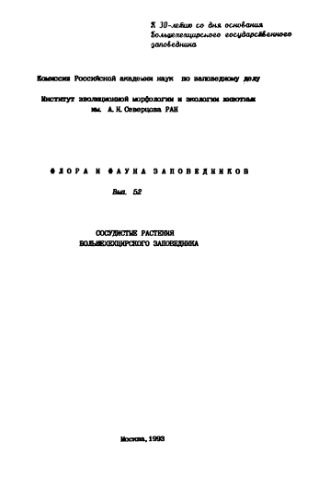 К 30-летию со дня основания
Большехехцирского государственного
заповедника
Комиссия Российской академии наук по заповедному делу
Институт эволюционной морфологии и экологии животных
им. А.Н.Северцова РАН
ФЛОРА И ФАУНА ЗАПОВЕДНИКОВ
Вып. 52
СОСУДИСТЫЕ РАСТЕНИЯ
БОЛЬШЕХЕХЦИРСКОГО ЗАПОВЕДНИКА
Москва,1993